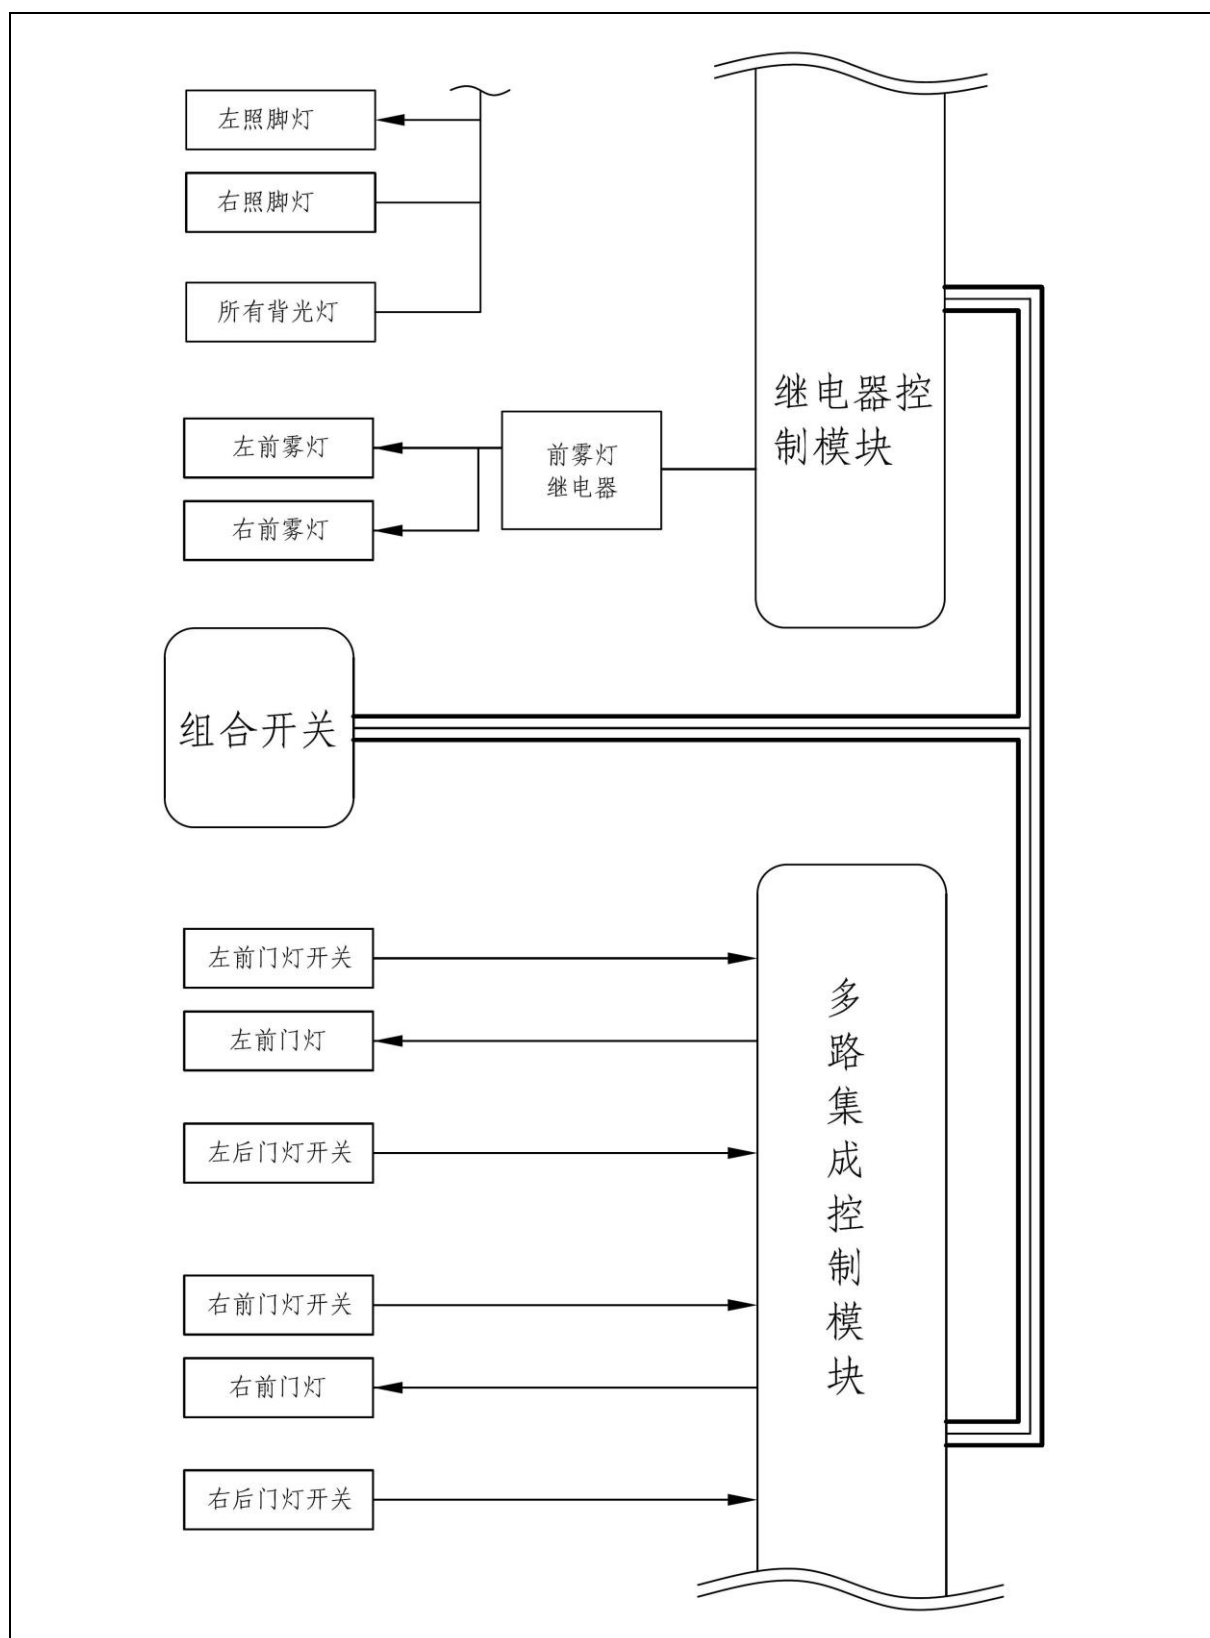 左照脚灯
右照脚灯
所有背光灯
继电器控
制模块
左前雾灯
前雾灯
继电器
右前雾灯
组合开关
左前门灯开关
左前门灯
左后门灯开关
多路集成控制模块
右前门灯开关
右前门灯
右后门灯开关